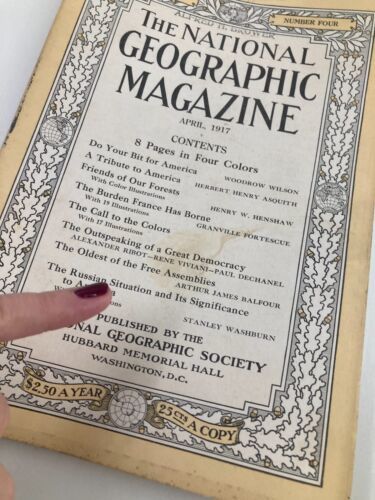 ALFRED H. BROWER
NUMBER FOUR
THE NATIONAL
GEOGRAPHIC
MAGAZINE
APRIL, 1917
CONTENTS
8 Pages in Four Colors
Do Your Bit for America
WOODROW WILSON
A Tribute to America
HERBERT HENRY ASQUITH
Friends of Our Forests
With Color Illustrations
HENRY W. HENSHAW
The Burden France Has Borne
With 19 Illustrations
GRANVILLE FORTESCUE
The Call to the Colors
With 17 Illustrations
The Outspeaking of a Great Democracy
ALEXANDER RIBOT—RENE VIVIANI—PAUL DECHANEL
The Oldest of the Free Assemblies
ARTHUR JAMES BALFOUR
The Russian Situation and Its Significance
to A
STANLEY WASHBURN
PUBLISHED BY THE
NAL GEOGRAPHIC SOCIETY
HUBBARD MEMORIAL HALL
WASHINGTON, D.C.
$2.50 A YEAR
25 CTS A COPY